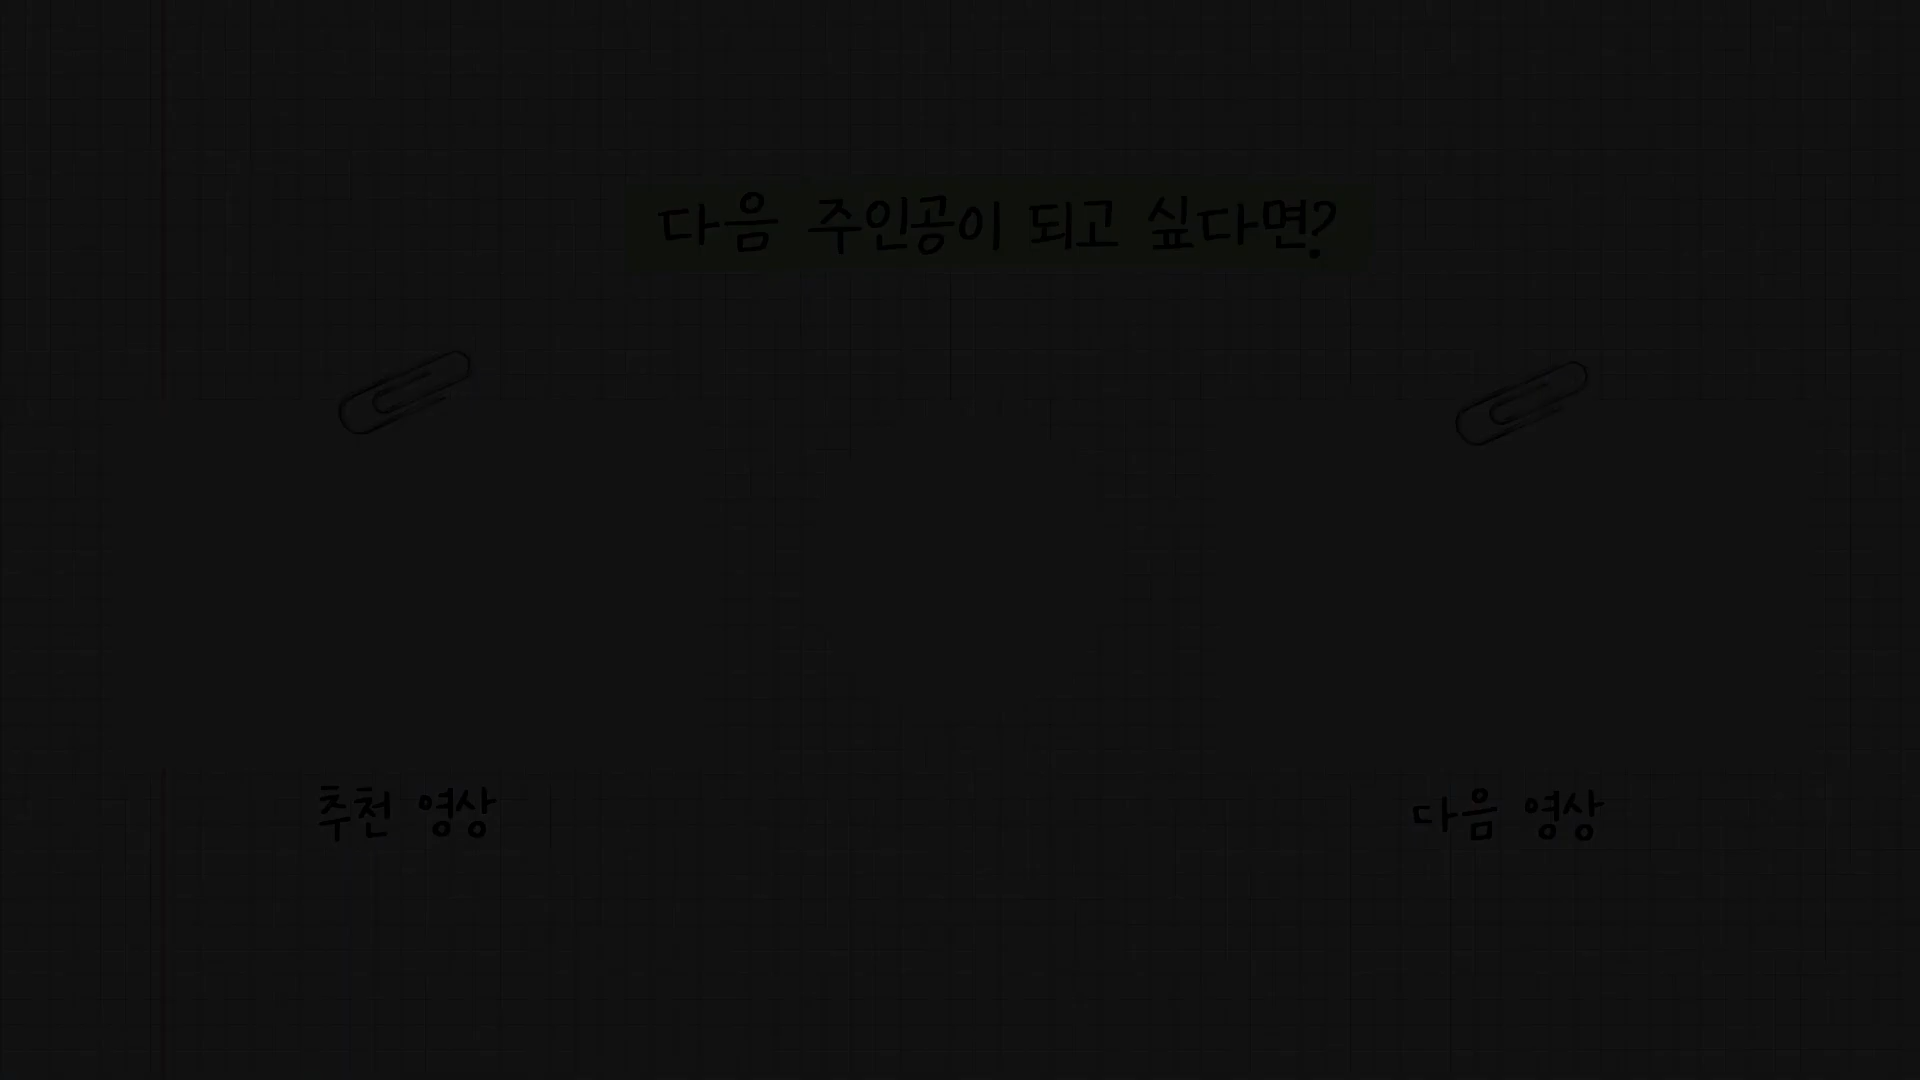 다음 주인공이 되고 싶다면?
추천 영상
다음 영상